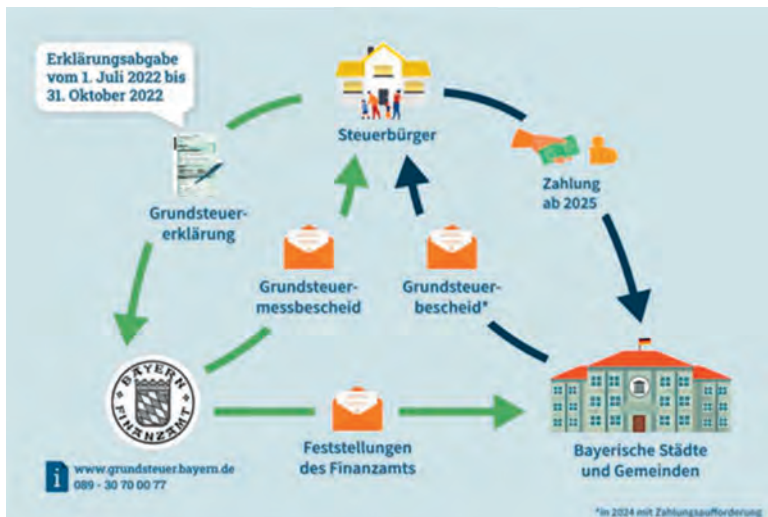 Erklärungsabgabe
vom 1. Juli 2022 bis
31. Oktober 2022
Steuerbürger
Grundsteuer-
erklärung
Zahlung
ab 2025
Grundsteuer-
messbescheid
Grundsteuer-
bescheid*
BAYERN
FINANZAMT
Feststellungen
des Finanzamts
Bayerische Städte
und Gemeinden
i
www.grundsteuer.bayern.de
089 - 30 70 00 77
*in 2024 mit Zahlungsaufforderung